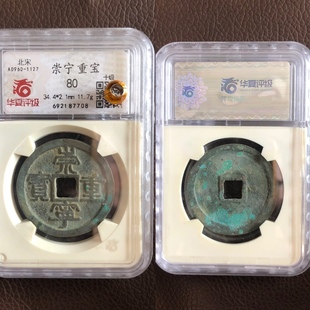 北宋
AD960-1127
崇宁重宝
80
34.4*2.1mm 11.7g
6921B7708
华夏评级
崇
重
寶
寧
华夏评级